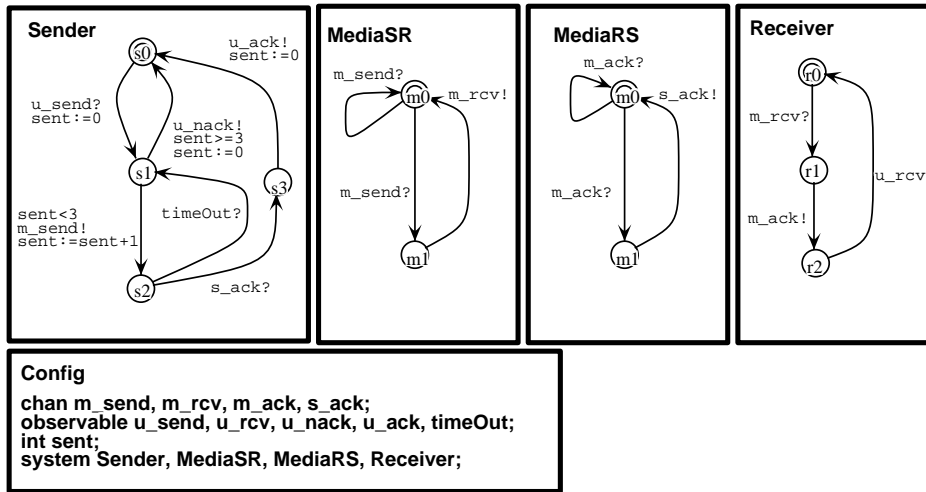 Sender
s0
u_ack!
sent:=0
u_send?
sent:=0
u_nack!
sent>=3
sent:=0
s1
s3
sent<3
m_send!
sent:=sent+1
timeOut?
s2
s_ack?
MediaSR
m_send?
m0
m_rcv!
m_send?
m1
MediaRS
m_ack?
m0
s_ack!
m_ack?
m1
Receiver
r0
m_rcv?
r1
u_rcv
m_ack!
r2
Config
chan m_send, m_rcv, m_ack, s_ack;
observable u_send, u_rcv, u_nack, u_ack, timeOut;
int sent;
system Sender, MediaSR, MediaRS, Receiver;